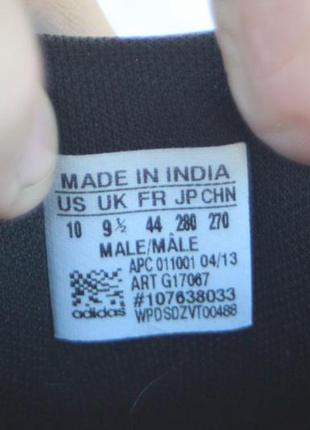 MADE IN INDIA
US UK FR JP CHN
10 9½ 44 280 270
MALE/MÂLE
APC 011001 04/13
ART G17067
#107638033
adidas WPDSDZVT00488